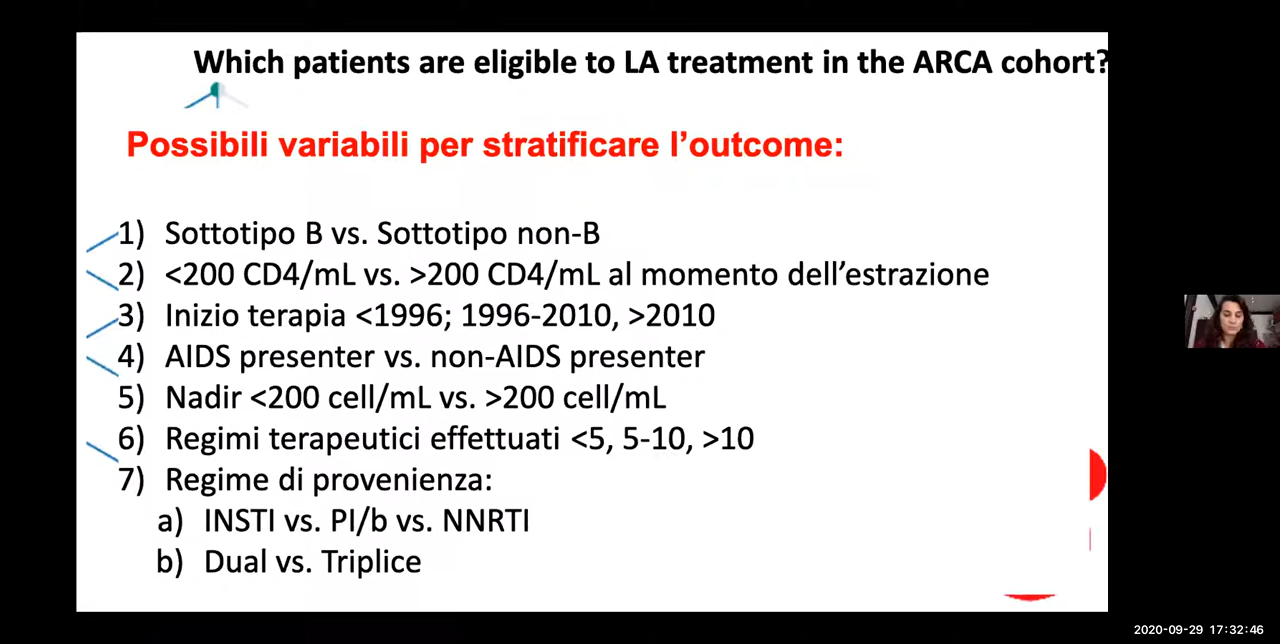 Which patients are eligible to LA treatment in the ARCA cohort?
Possibili variabili per stratificare l’outcome:
1) Sottotipo B vs. Sottotipo non-B
2) <200 CD4/mL vs. >200 CD4/mL al momento dell’estrazione
3) Inizio terapia <1996; 1996-2010, >2010
4) AIDS presenter vs. non-AIDS presenter
5) Nadir <200 cell/mL vs. >200 cell/mL
6) Regimi terapeutici effettuati <5, 5-10, >10
7) Regime di provenienza:
a) INSTI vs. PI/b vs. NNRTI
b) Dual vs. Triplice
2020-09-29 17:32:46